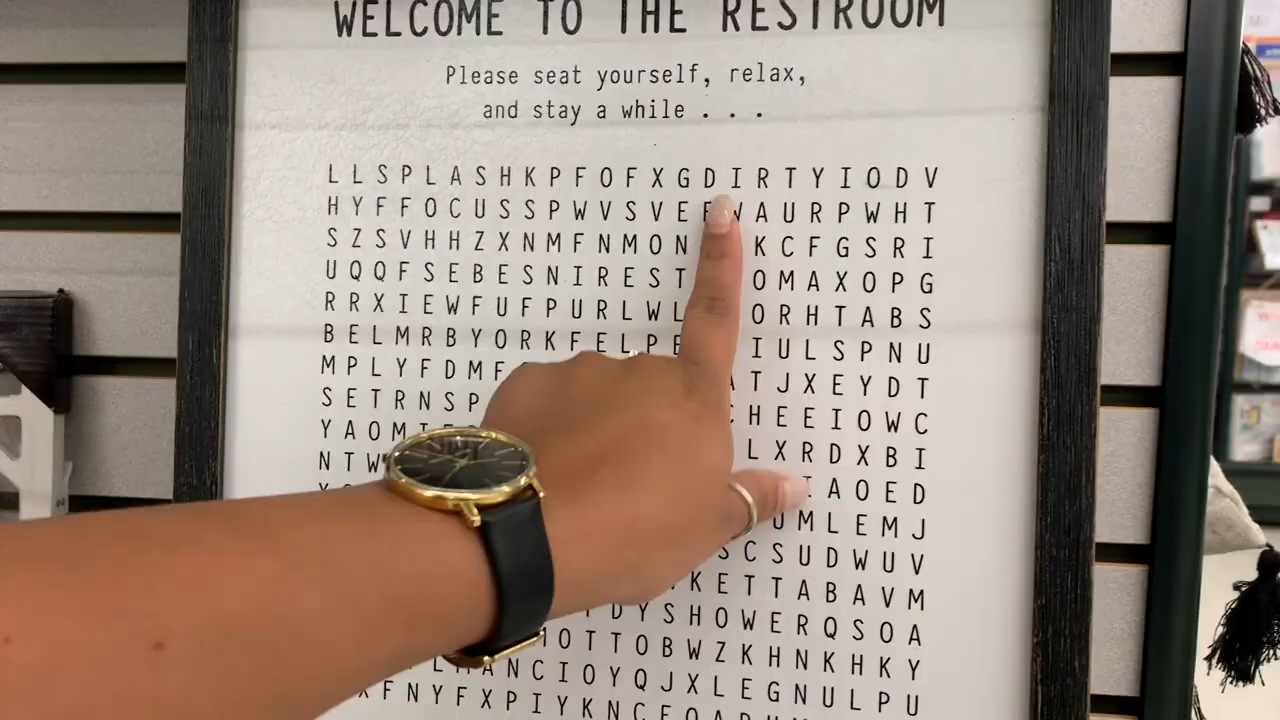 WELCOME TO THE RESTROOM
Please seat yourself, relax,
and stay a while . . .
L L S P L A S H K P F O F X G D I R T Y I O D V
H Y F F O C U S S P W V S V E F W A U R P W H T
S Z S V H H Z X N M F N M O N K C F G S R I
U Q Q F S E B E S N I R E S T O M A X O P G
R R X I E W F U F P U R L W L O R H T A B S
B E L M R B Y O R K F E E L P E I U L S P N U
M P L Y F D M F A T J X E Y D T
S E T R N S P C H E E I O W C
Y A O M I L X R D X B I
N T W I A O E D
U M L E M J
S C S U D W U V
K E T T A B A V M
D Y S H O W E R Q S O A
O T T O B W Z K H N K H K Y
L A N C I O Y Q J X L E G N U L P U
F N Y F X P I Y K N C